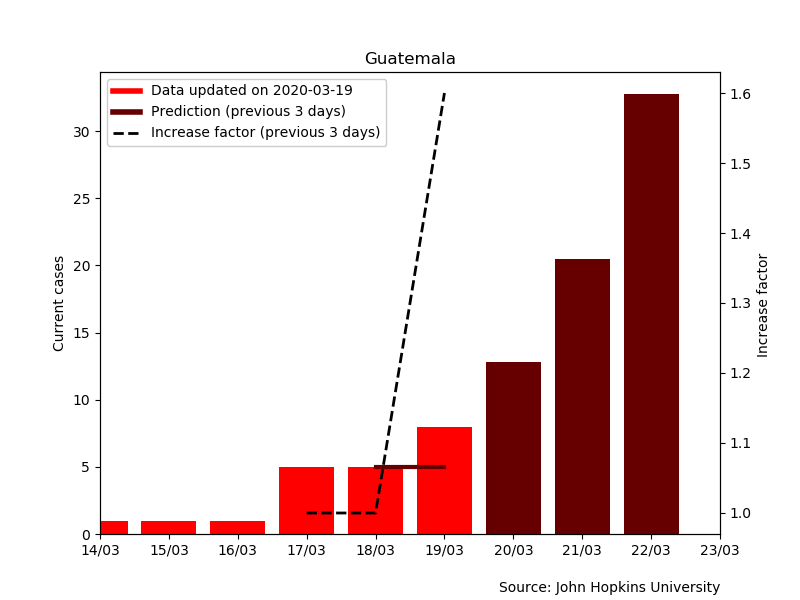 Guatemala
Data updated on 2020-03-19
Prediction (previous 3 days)
Increase factor (previous 3 days)
Current cases
30
25
20
15
10
5
0
1.6
1.5
1.4
1.3
1.2
1.1
1.0
Increase factor
14/03 15/03 16/03 17/03 18/03 19/03 20/03 21/03 22/03 23/03
Source: John Hopkins University